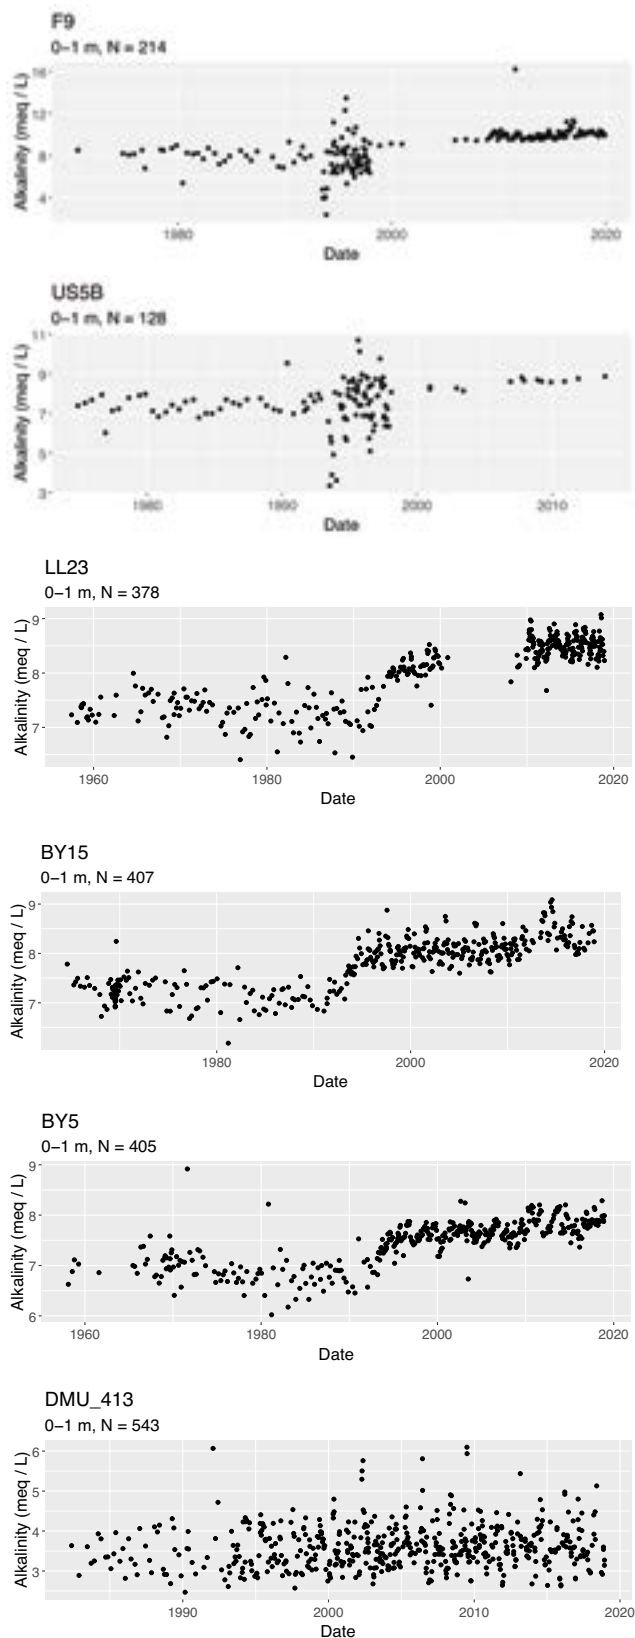 F9
0−1 m, N = 214
Alkalinity (meq / L)
16
12
8
4
1980 2000 2020
Date
US5B
0−1 m, N = 128
Alkalinity (meq / L)
11
9
7
5
3
1980 1990 2000 2010
Date
LL23
0−1 m, N = 378
Alkalinity (meq / L)
9
8
7
1960 1980 2000 2020
Date
BY15
0−1 m, N = 407
Alkalinity (meq / L)
9
8
7
1980 2000 2020
Date
BY5
0−1 m, N = 405
Alkalinity (meq / L)
9
8
7
6
1960 1980 2000 2020
Date
DMU_413
0−1 m, N = 543
Alkalinity (meq / L)
6
5
4
3
1990 2000 2010 2020
Date